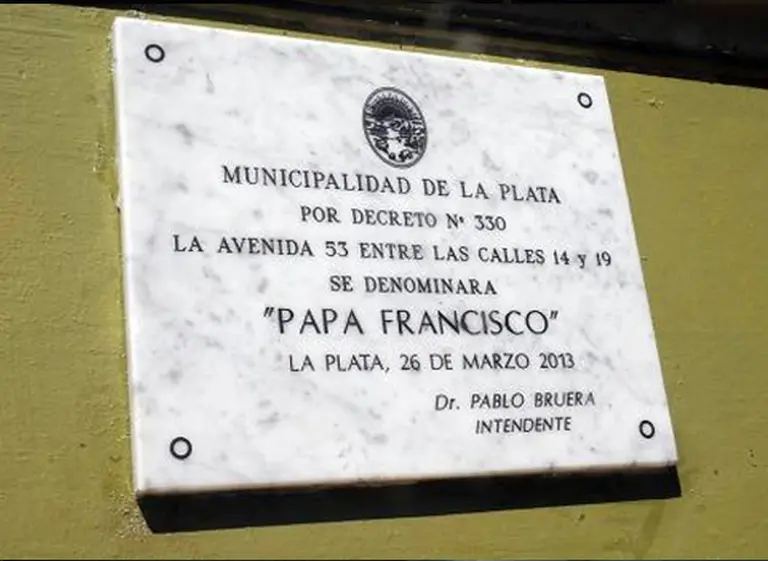 MUNICIPALIDAD DE LA PLATA
POR DECRETO Nº 330
LA AVENIDA 53 ENTRE LAS CALLES 14 y 19
SE DENOMINARA
"PAPA FRANCISCO"
LA PLATA, 26 DE MARZO 2013
Dr. PABLO BRUERA
INTENDENTE